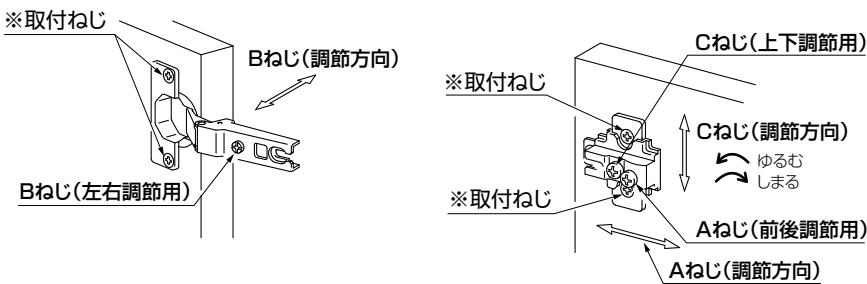 ※取付ねじ
Bねじ(調節方向)
Bねじ(左右調節用)
Cねじ(上下調節用)
※取付ねじ
Cねじ(調節方向)
ゆるむ
しまる
※取付ねじ
Aねじ(前後調節用)
Aねじ(調節方向)